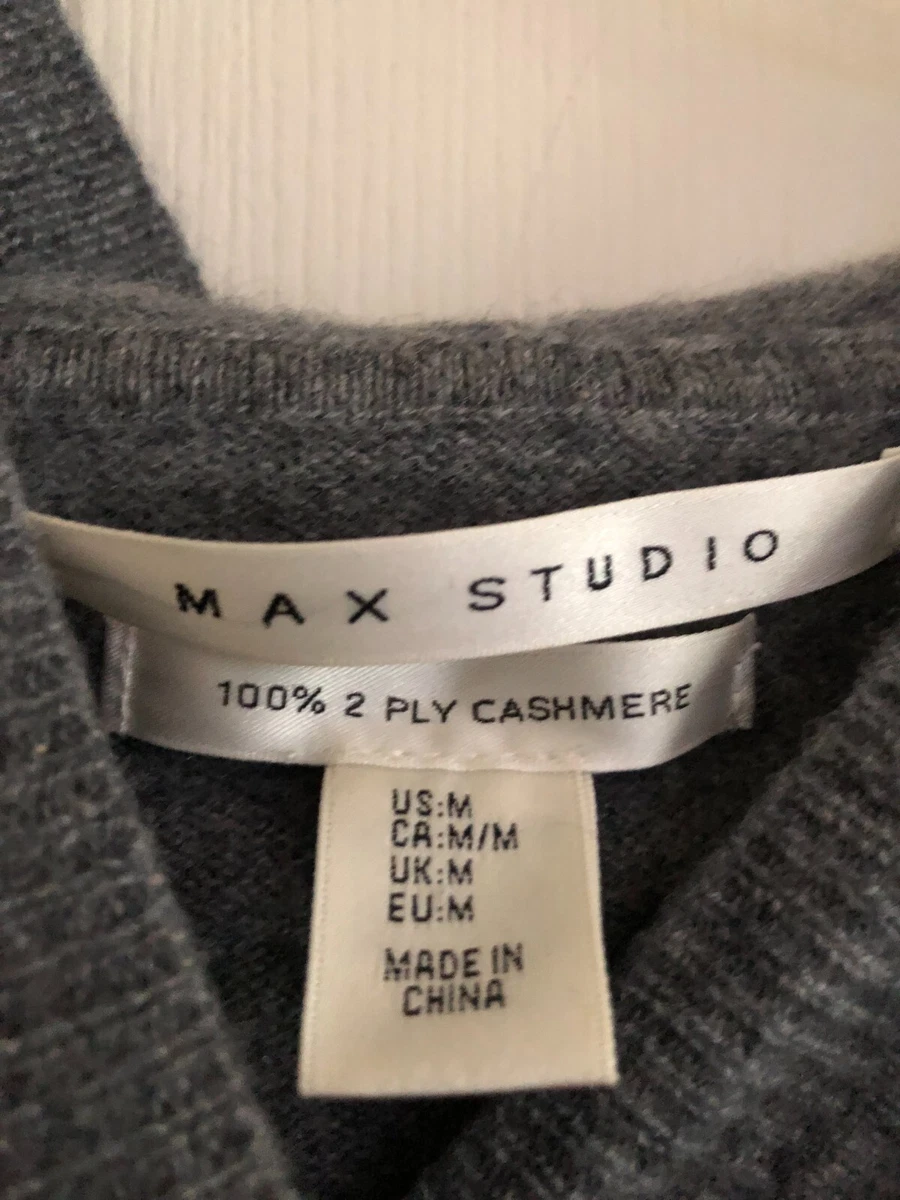 MAX STUDIO
100% 2 PLY CASHMERE
US:M
CA:M/M
UK:M
EU:M
MADE IN
CHINA